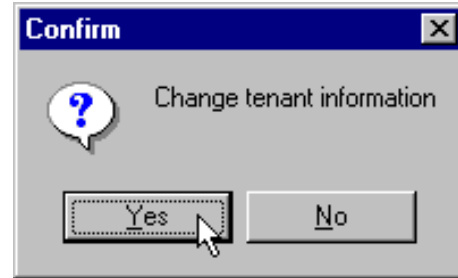 Confirm
Change tenant information
Yes
No